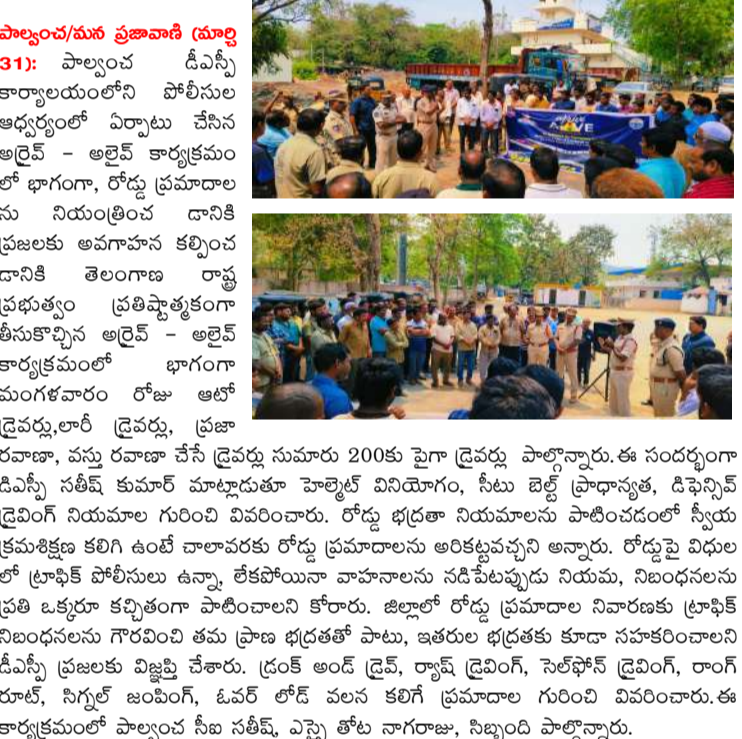 పాల్వంచ/మన ప్రజావాణి (మార్చి
31): పాల్వంచ డీఎస్పీ
కార్యాలయంలోని పోలీసుల
ఆధ్వర్యంలో ఏర్పాటు చేసిన
అరైవ్ – అలైవ్ కార్యక్రమం
లో భాగంగా, రోడ్డు ప్రమాదాల
ను నియంత్రించ డానికి
ప్రజలకు అవగాహన కల్పించ
డానికి తెలంగాణ రాష్ట్ర
ప్రభుత్వం ప్రతిష్టాత్మకంగా
తీసుకొచ్చిన అరైవ్ – అలైవ్
కార్యక్రమంలో భాగంగా
మంగళవారం రోజు ఆటో
డ్రైవర్లు,లారీ డ్రైవర్లు, ప్రజా
రవాణా, వస్తు రవాణా చేసే డ్రైవర్లు సుమారు 200కు పైగా డ్రైవర్లు పాల్గొన్నారు.ఈ సందర్భంగా
డిఎస్పీ సతీష్ కుమార్ మాట్లాడుతూ హెల్మెట్ వినియోగం, సీటు బెల్ట్ ప్రాధాన్యత, డిఫెన్సివ్
డ్రైవింగ్ నియమాల గురించి వివరించారు. రోడ్డు భద్రతా నియమాలను పాటించడంలో స్వీయ
క్రమశిక్షణ కలిగి ఉంటే చాలావరకు రోడ్డు ప్రమాదాలను అరికట్టవచ్చని అన్నారు. రోడ్డుపై విధుల
లో ట్రాఫిక్ పోలీసులు ఉన్నా, లేకపోయినా వాహనాలను నడిపేటప్పుడు నియమ, నిబంధనలను
ప్రతి ఒక్కరూ కచ్చితంగా పాటించాలని కోరారు. జిల్లాలో రోడ్డు ప్రమాదాల నివారణకు ట్రాఫిక్
నిబంధనలను గౌరవించి తమ ప్రాణ భద్రతతో పాటు, ఇతరుల భద్రతకు కూడా సహకరించాలని
డీఎస్పీ ప్రజలకు విజ్ఞప్తి చేశారు. డ్రంక్ అండ్ డ్రైవ్, ర్యాష్ డ్రైవింగ్, సెల్‌ఫోన్ డ్రైవింగ్, రాంగ్
రూట్, సిగ్నల్ జంపింగ్, ఓవర్ లోడ్ వలన కలిగే ప్రమాదాల గురించి వివరించారు.ఈ
కార్యక్రమంలో పాల్వంచ సీఐ సతీష్, ఎస్సై తోట నాగరాజు, సిబ్బంది పాల్గొన్నారు.